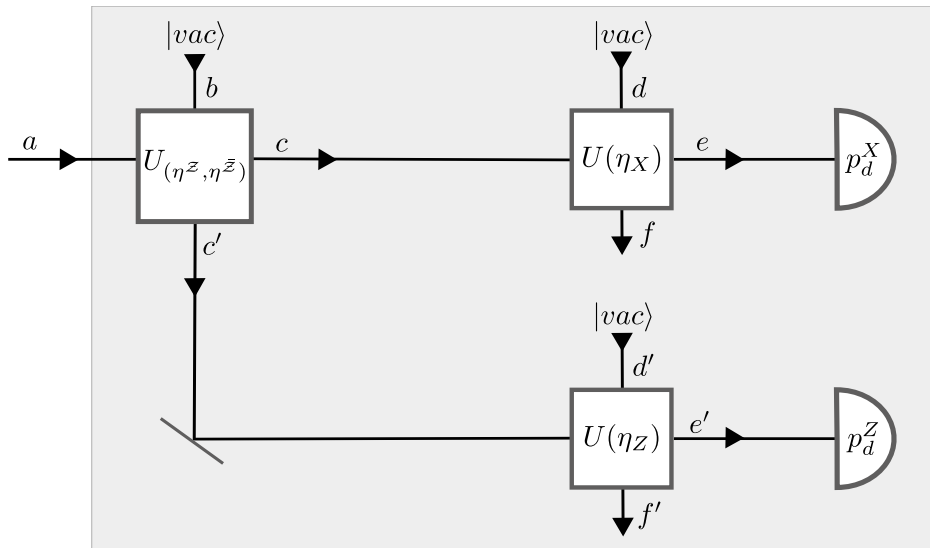 |vac⟩ |vac⟩
b d
a c e
U_{(η^𝒵, η^{\bar{𝒵}})} U(η_X) p_d^X
c′ f
|vac⟩
d′
e′
U(η_Z) p_d^Z
f′